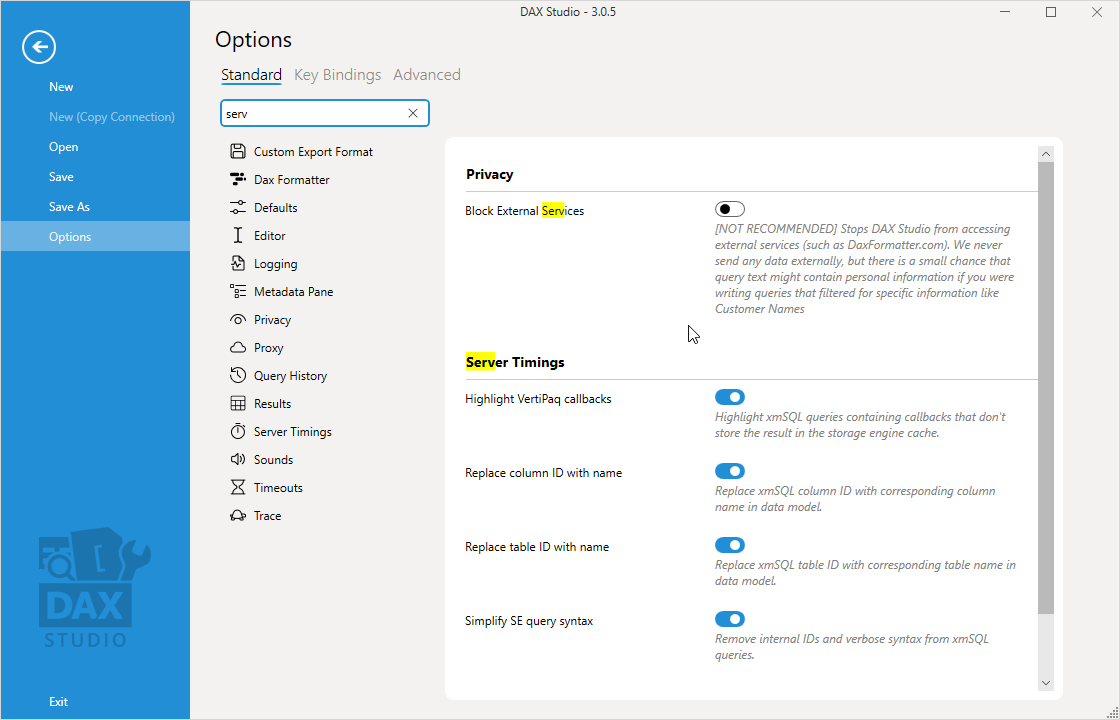 DAX Studio - 3.0.5
New
New (Copy Connection)
Open
Save
Save As
Options
DAX
STUDIO
Exit
Options
Standard Key Bindings Advanced
serv
Custom Export Format
Dax Formatter
Defaults
Editor
Logging
Metadata Pane
Privacy
Proxy
Query History
Results
Server Timings
Sounds
Timeouts
Trace
Privacy
Block External Services
[NOT RECOMMENDED] Stops DAX Studio from accessing
external services (such as DaxFormatter.com). We never
send any data externally, but there is a small chance that
query text might contain personal information if you were
writing queries that filtered for specific information like
Customer Names
Server Timings
Highlight VertiPaq callbacks
Highlight xmSQL queries containing callbacks that don't
store the result in the storage engine cache.
Replace column ID with name
Replace xmSQL column ID with corresponding column
name in data model.
Replace table ID with name
Replace xmSQL table ID with corresponding table name in
data model.
Simplify SE query syntax
Remove internal IDs and verbose syntax from xmSQL
queries.